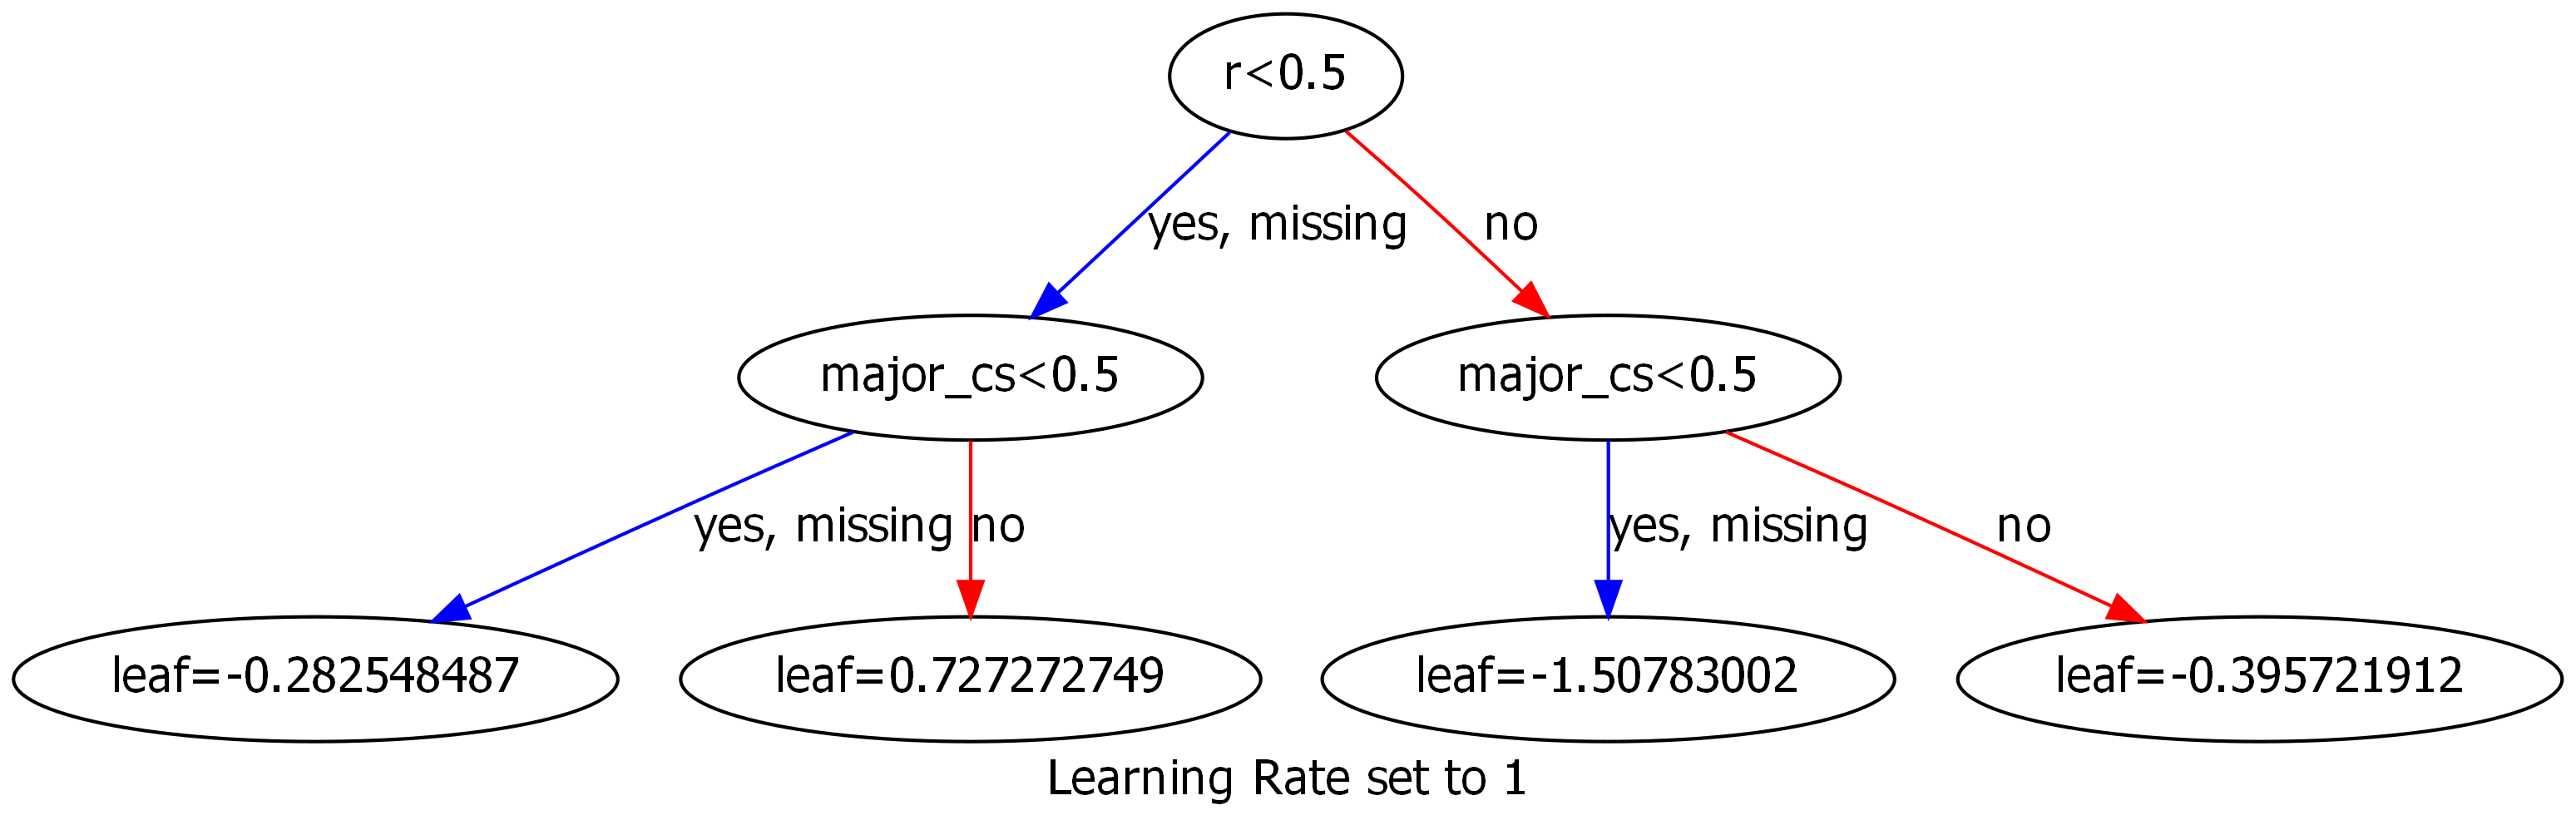 r<0.5
yes, missing
no
major_cs<0.5
major_cs<0.5
yes, missing
no
yes, missing
no
leaf=-0.282548487
leaf=0.727272749
leaf=-1.50783002
leaf=-0.395721912
Learning Rate set to 1